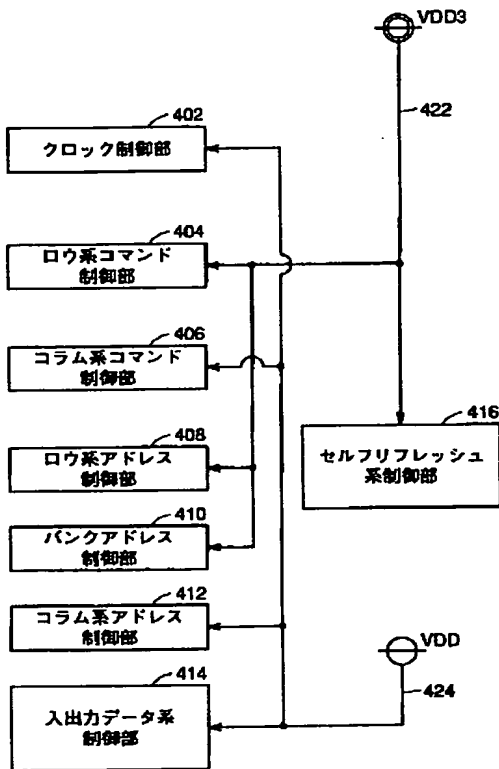 VDD3
422
402
クロック制御部
404
ロウ系コマンド
制御部
406
コラム系コマンド
制御部
408
ロウ系アドレス
制御部
410
バンクアドレス
制御部
412
コラム系アドレス
制御部
414
入出力データ系
制御部
416
セルフリフレッシュ
系制御部
VDD
424